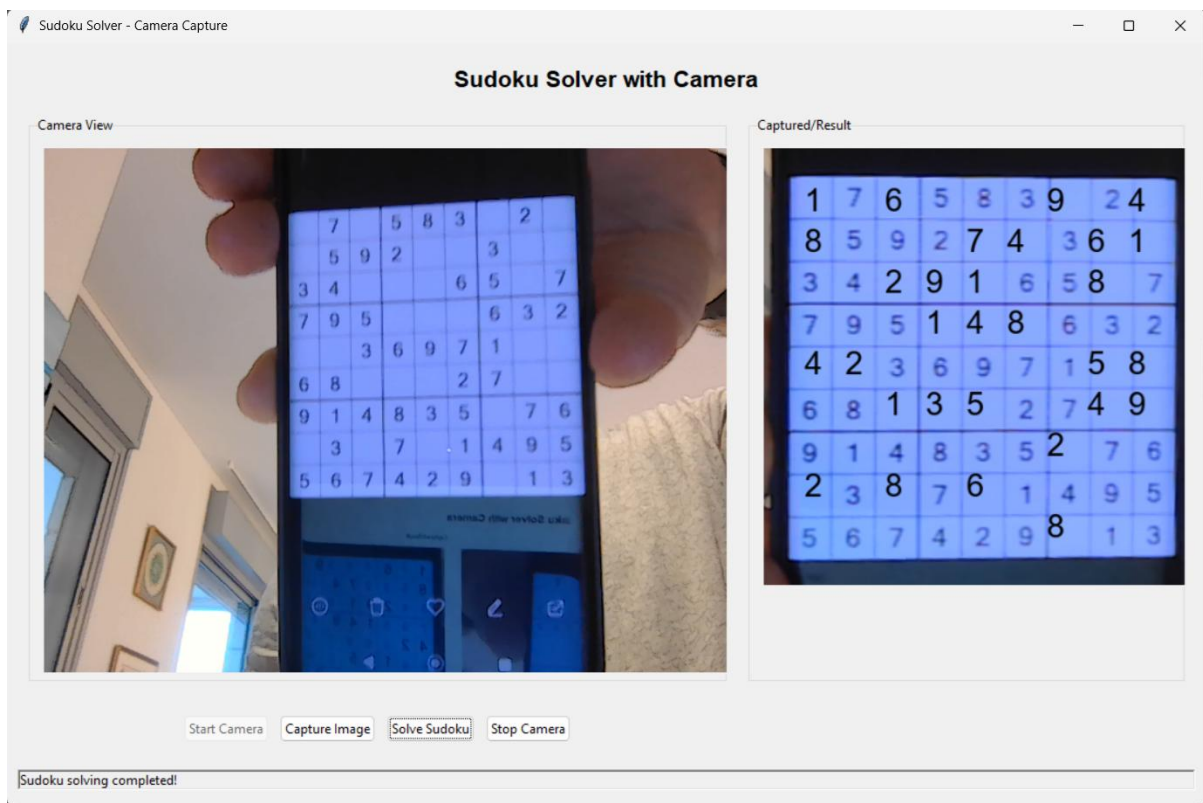 Sudoku Solver - Camera Capture
Sudoku Solver with Camera
Camera View
7 5 8 3 2
5 9 2 3
3 4 6 5 7
7 9 5 6 3 2
3 6 9 7 1
6 8 2 7
9 1 4 8 3 5 7 6
3 7 1 4 9 5
5 6 7 4 2 9 1 3
Captured/Result
1 7 6 5 8 3 9 2 4
8 5 9 2 7 4 3 6 1
3 4 2 9 1 6 5 8 7
7 9 5 1 4 8 6 3 2
4 2 3 6 9 7 1 5 8
6 8 1 3 5 2 7 4 9
9 1 4 8 3 5 2 7 6
2 3 8 7 6 1 4 9 5
5 6 7 4 2 9 8 1 3
Start Camera Capture Image Solve Sudoku Stop Camera
Sudoku solving completed!